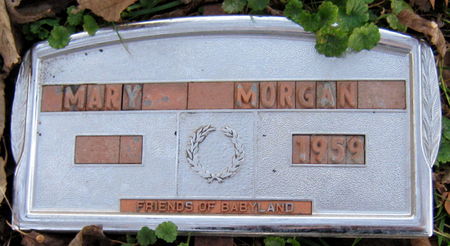 MARY MORGAN
1959
FRIENDS OF BABYLAND